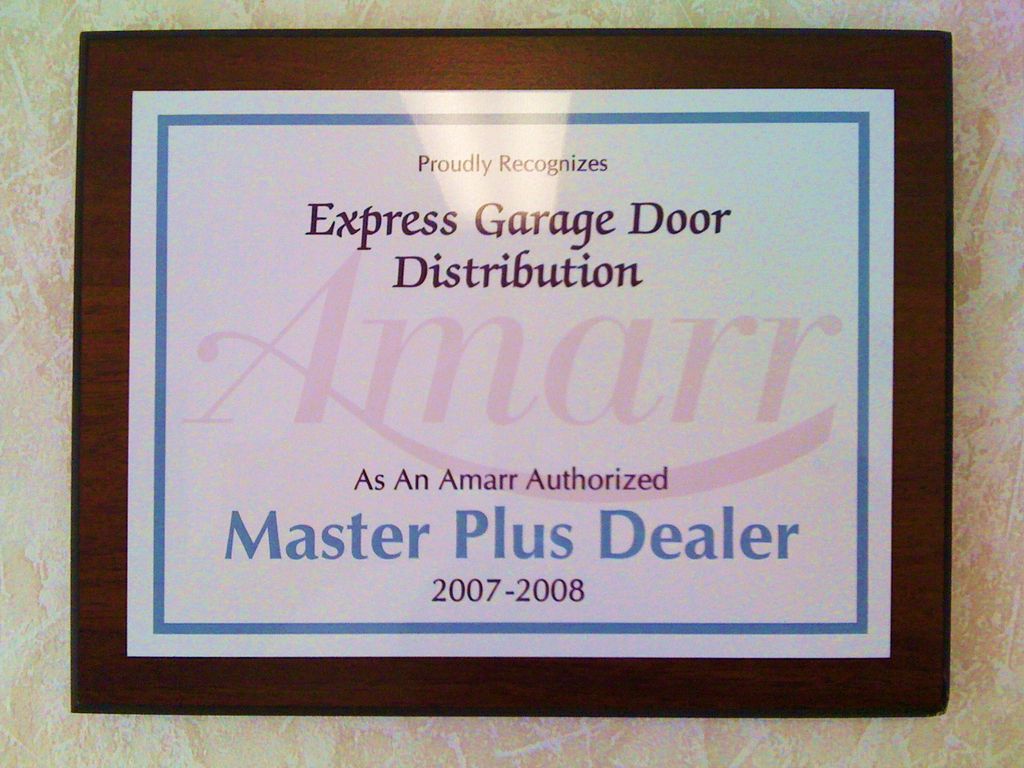 Proudly Recognizes
Express Garage Door
Distribution
Amarr
As An Amarr Authorized
Master Plus Dealer
2007-2008